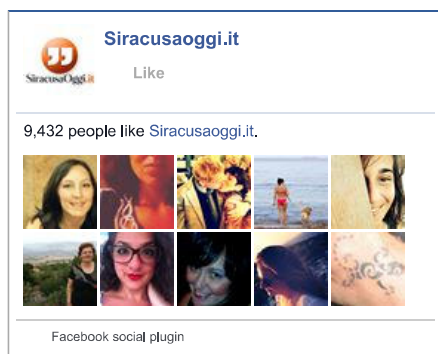 SiracusaOggi.it
Siracusaoggi.it
Like
9,432 people like Siracusaoggi.it.
Facebook social plugin